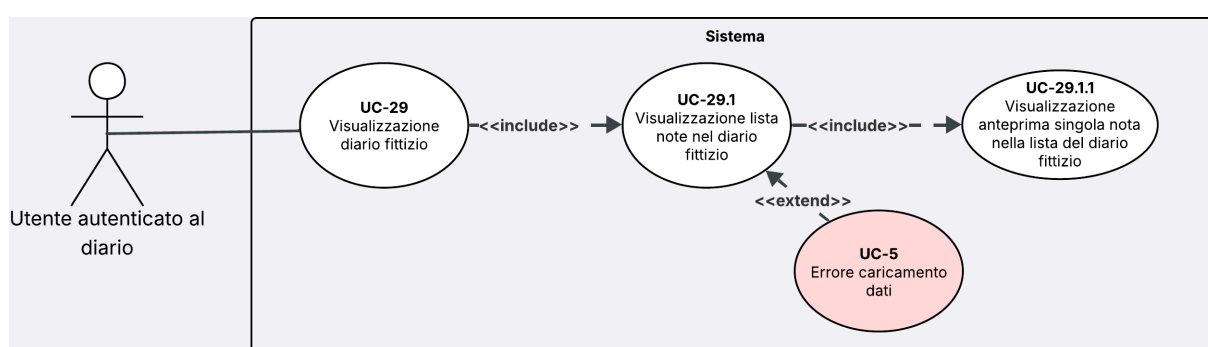 Sistema
Utente autenticato al
diario
UC-29
Visualizzazione
diario fittizio
<<include>>
UC-29.1
Visualizzazione lista
note nel diario
fittizio
<<include>>
UC-29.1.1
Visualizzazione
anteprima singola nota
nella lista del diario
fittizio
<<extend>>
UC-5
Errore caricamento
dati